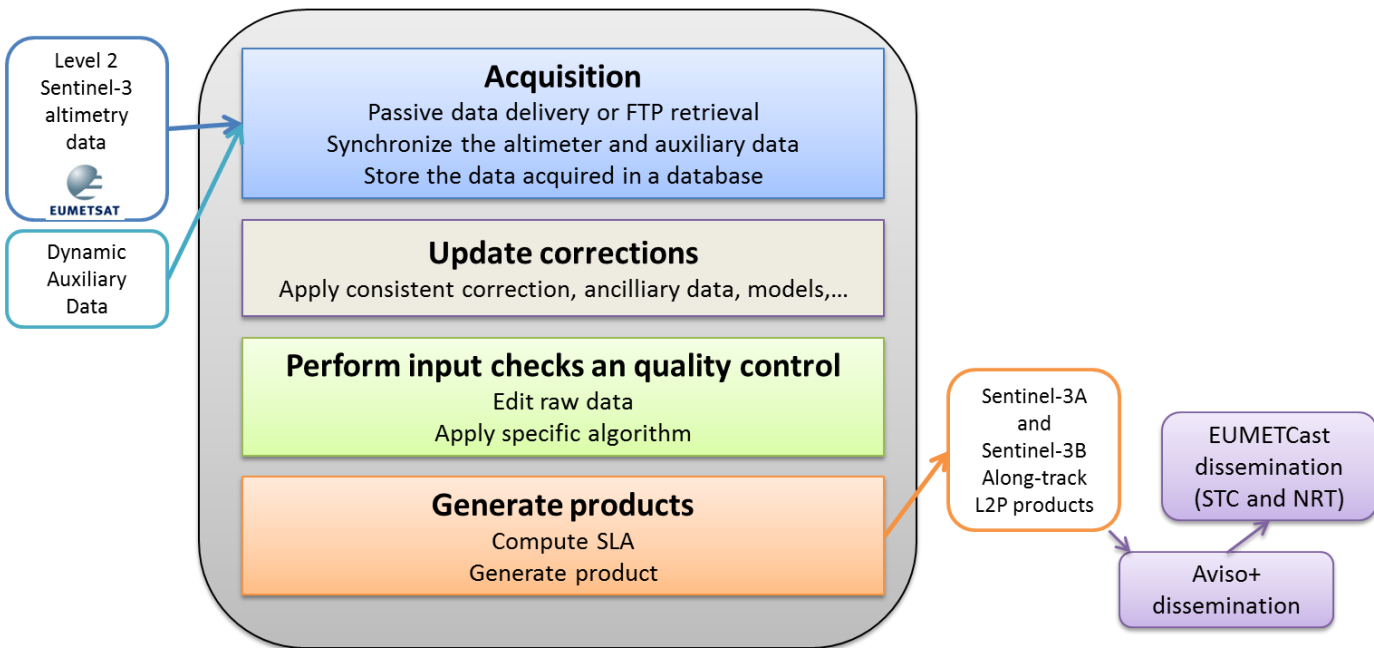 Level 2
Sentinel-3
altimetry
data
EUMETSAT
Dynamic
Auxiliary
Data
Acquisition
Passive data delivery or FTP retrieval
Synchronize the altimeter and auxiliary data
Store the data acquired in a database
Update corrections
Apply consistent correction, ancilliary data, models,...
Perform input checks an quality control
Edit raw data
Apply specific algorithm
Generate products
Compute SLA
Generate product
Sentinel-3A
and
Sentinel-3B
Along-track
L2P products
EUMETCast
dissemination
(STC and NRT)
Aviso+
dissemination